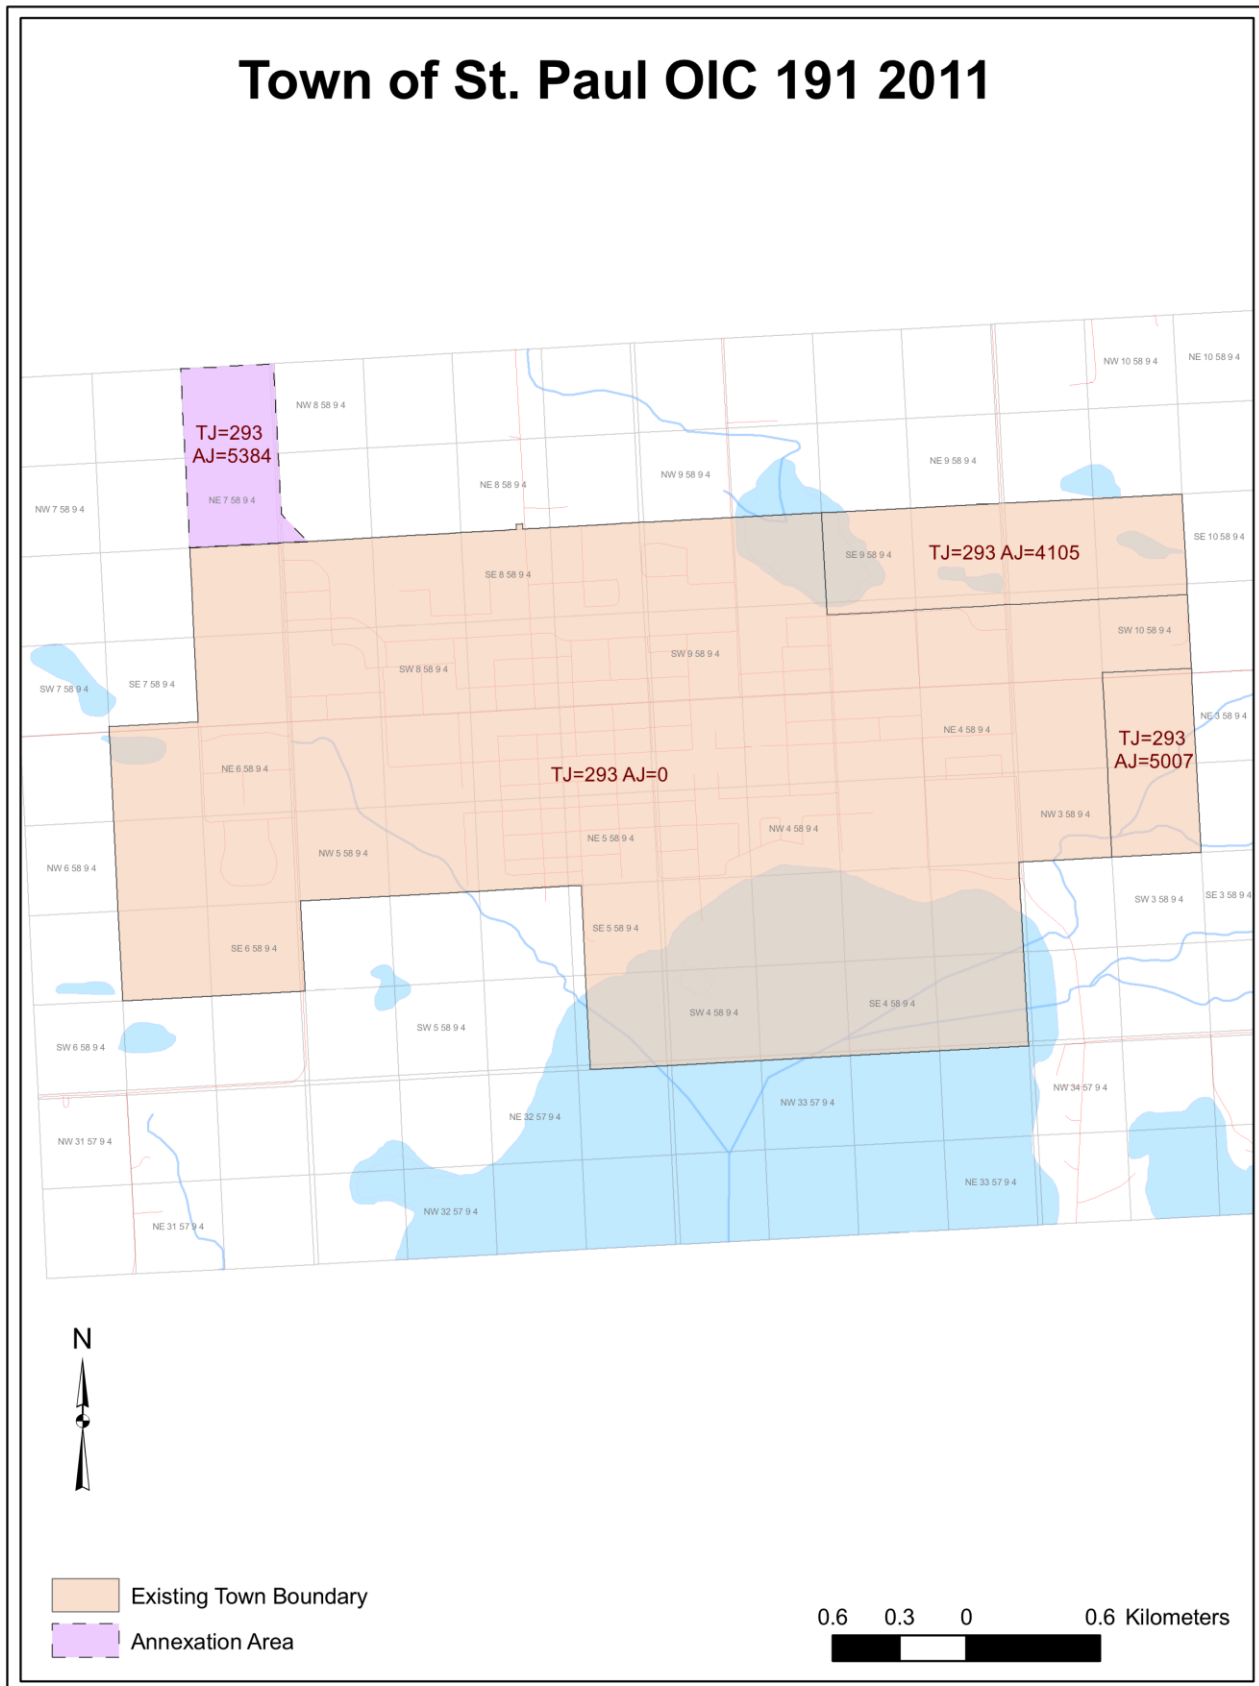 Town of St. Paul OIC 191 2011
NE 10 58 9 4
NW 10 58 9 4
NW 8 58 9 4
TJ=293
AJ=5384
NE 9 58 9 4
NW 9 58 9 4
NE 8 58 9 4
NE 7 58 9 4
NW 7 58 9 4
SE 10 58 9 4
TJ=293 AJ=4105
SE 9 58 9 4
SE 8 58 9 4
SW 10 58 9 4
SW 9 58 9 4
SW 8 58 9 4
SE 7 58 9 4
SW 7 58 9 4
NE 3 58 9 4
NE 4 58 9 4
TJ=293
AJ=5007
NE 6 58 9 4
TJ=293 AJ=0
NW 3 58 9 4
NW 4 58 9 4
NE 5 58 9 4
NW 5 58 9 4
NW 6 58 9 4
SE 3 58 9 4
SW 3 58 9 4
SE 5 58 9 4
SE 6 58 9 4
SE 4 58 9 4
SW 4 58 9 4
SW 5 58 9 4
SW 6 58 9 4
NW 34 57 9 4
NW 33 57 9 4
NE 32 57 9 4
NW 31 57 9 4
NE 33 57 9 4
NW 32 57 9 4
NE 31 57 9 4
N
Existing Town Boundary
Annexation Area
0.6 0.3 0 0.6 Kilometers